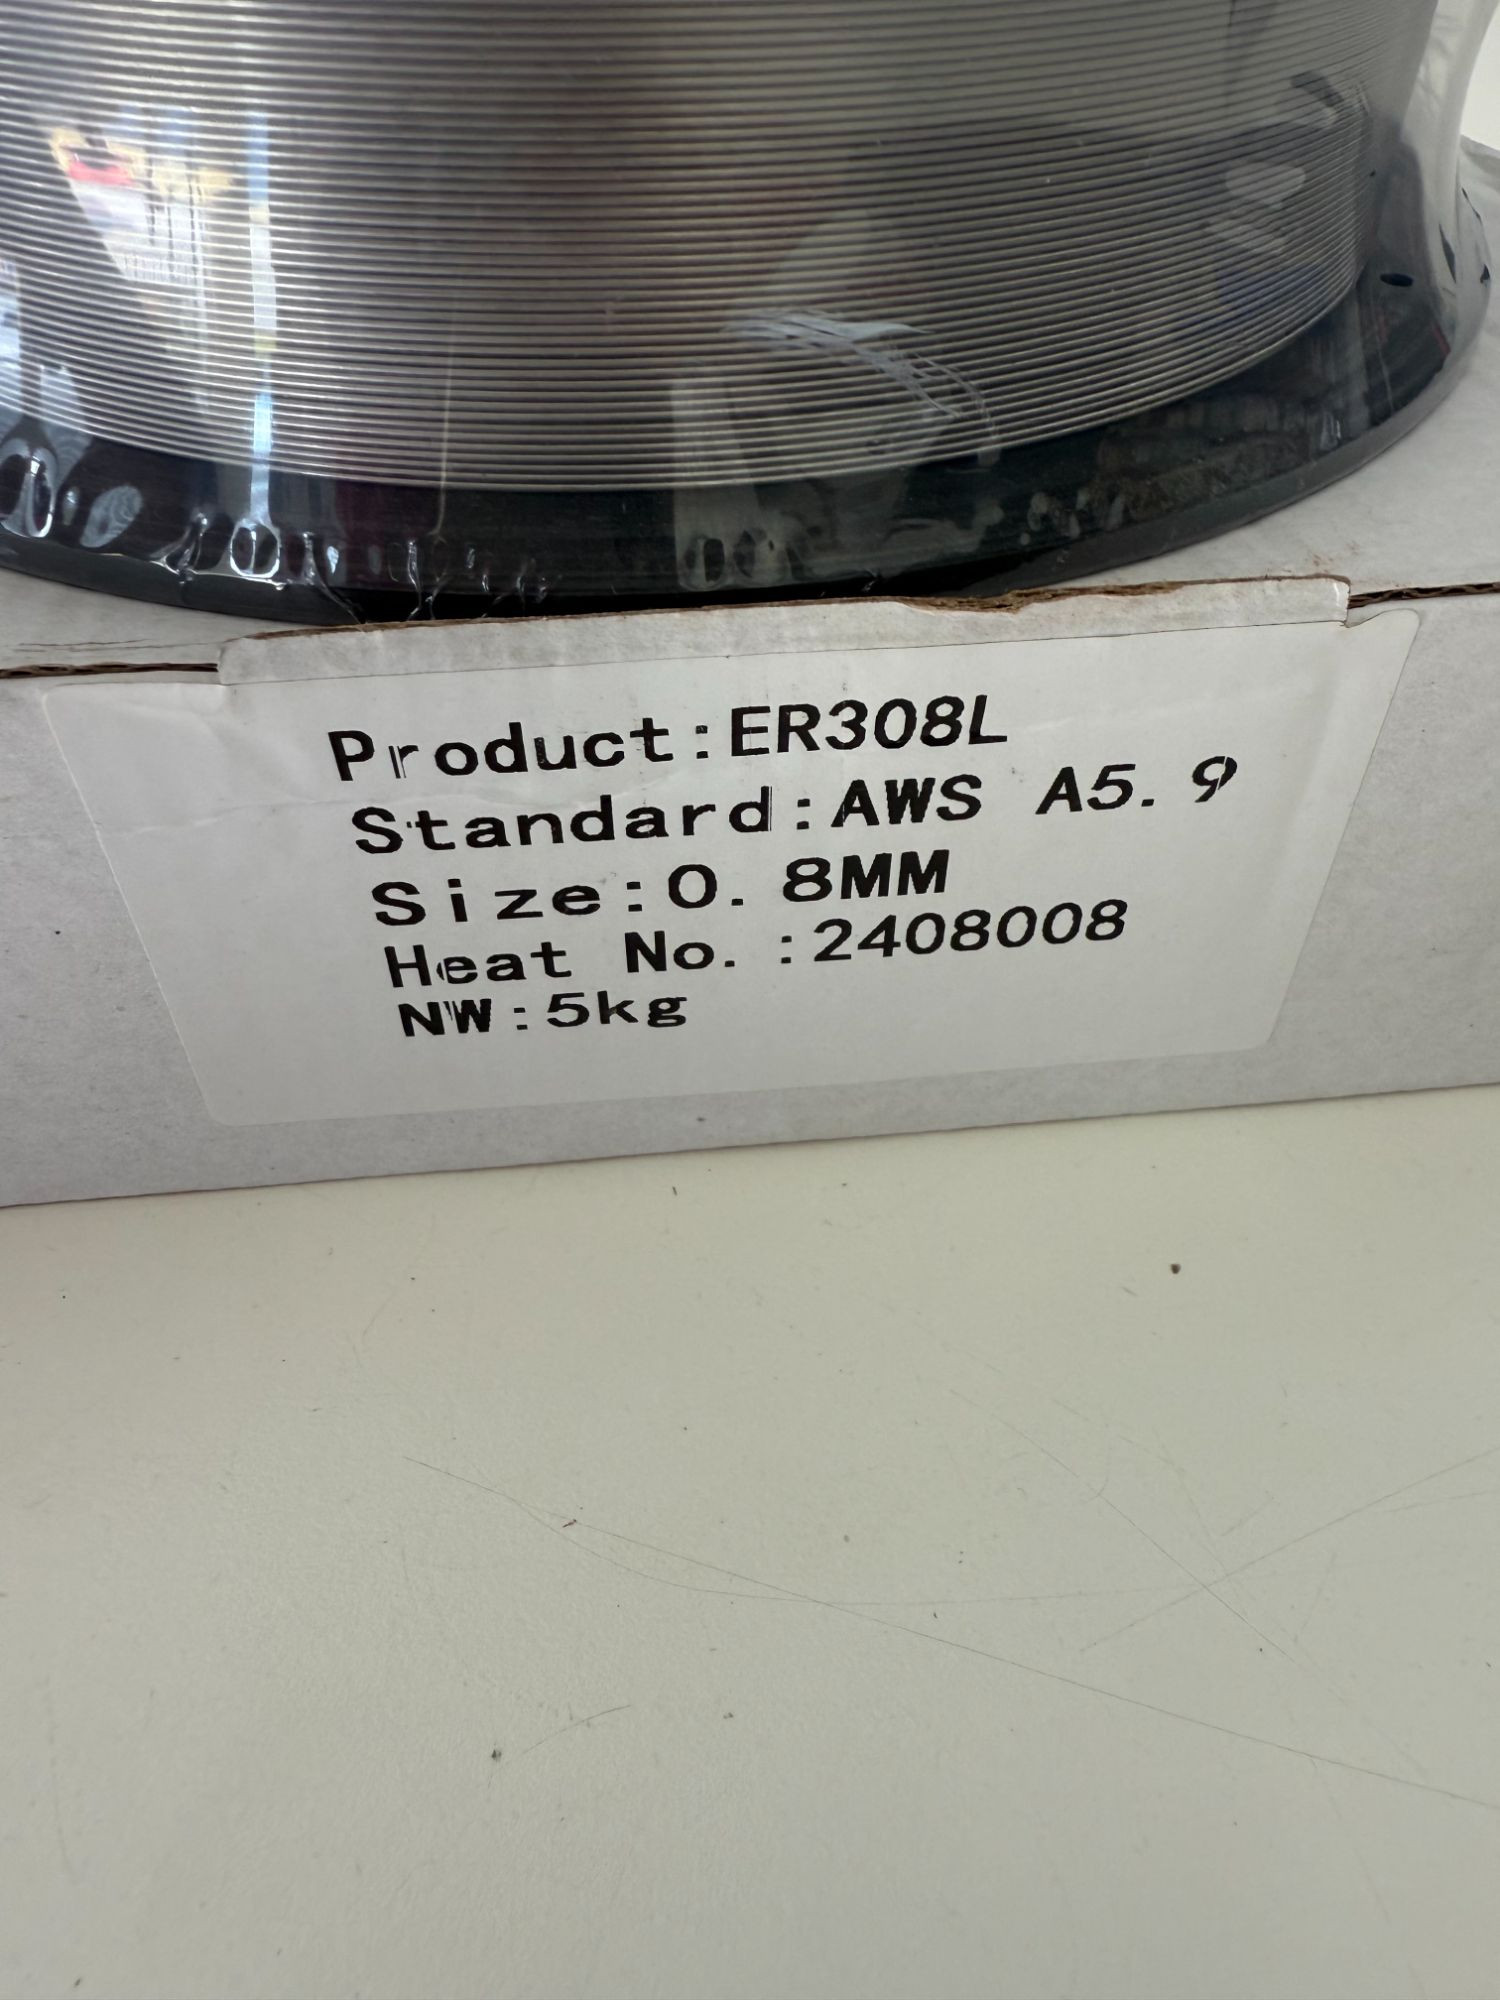 Product:ER308L
Standard:AWS A5.9
Size:0.8MM
Heat No.:2408008
NW:5kg